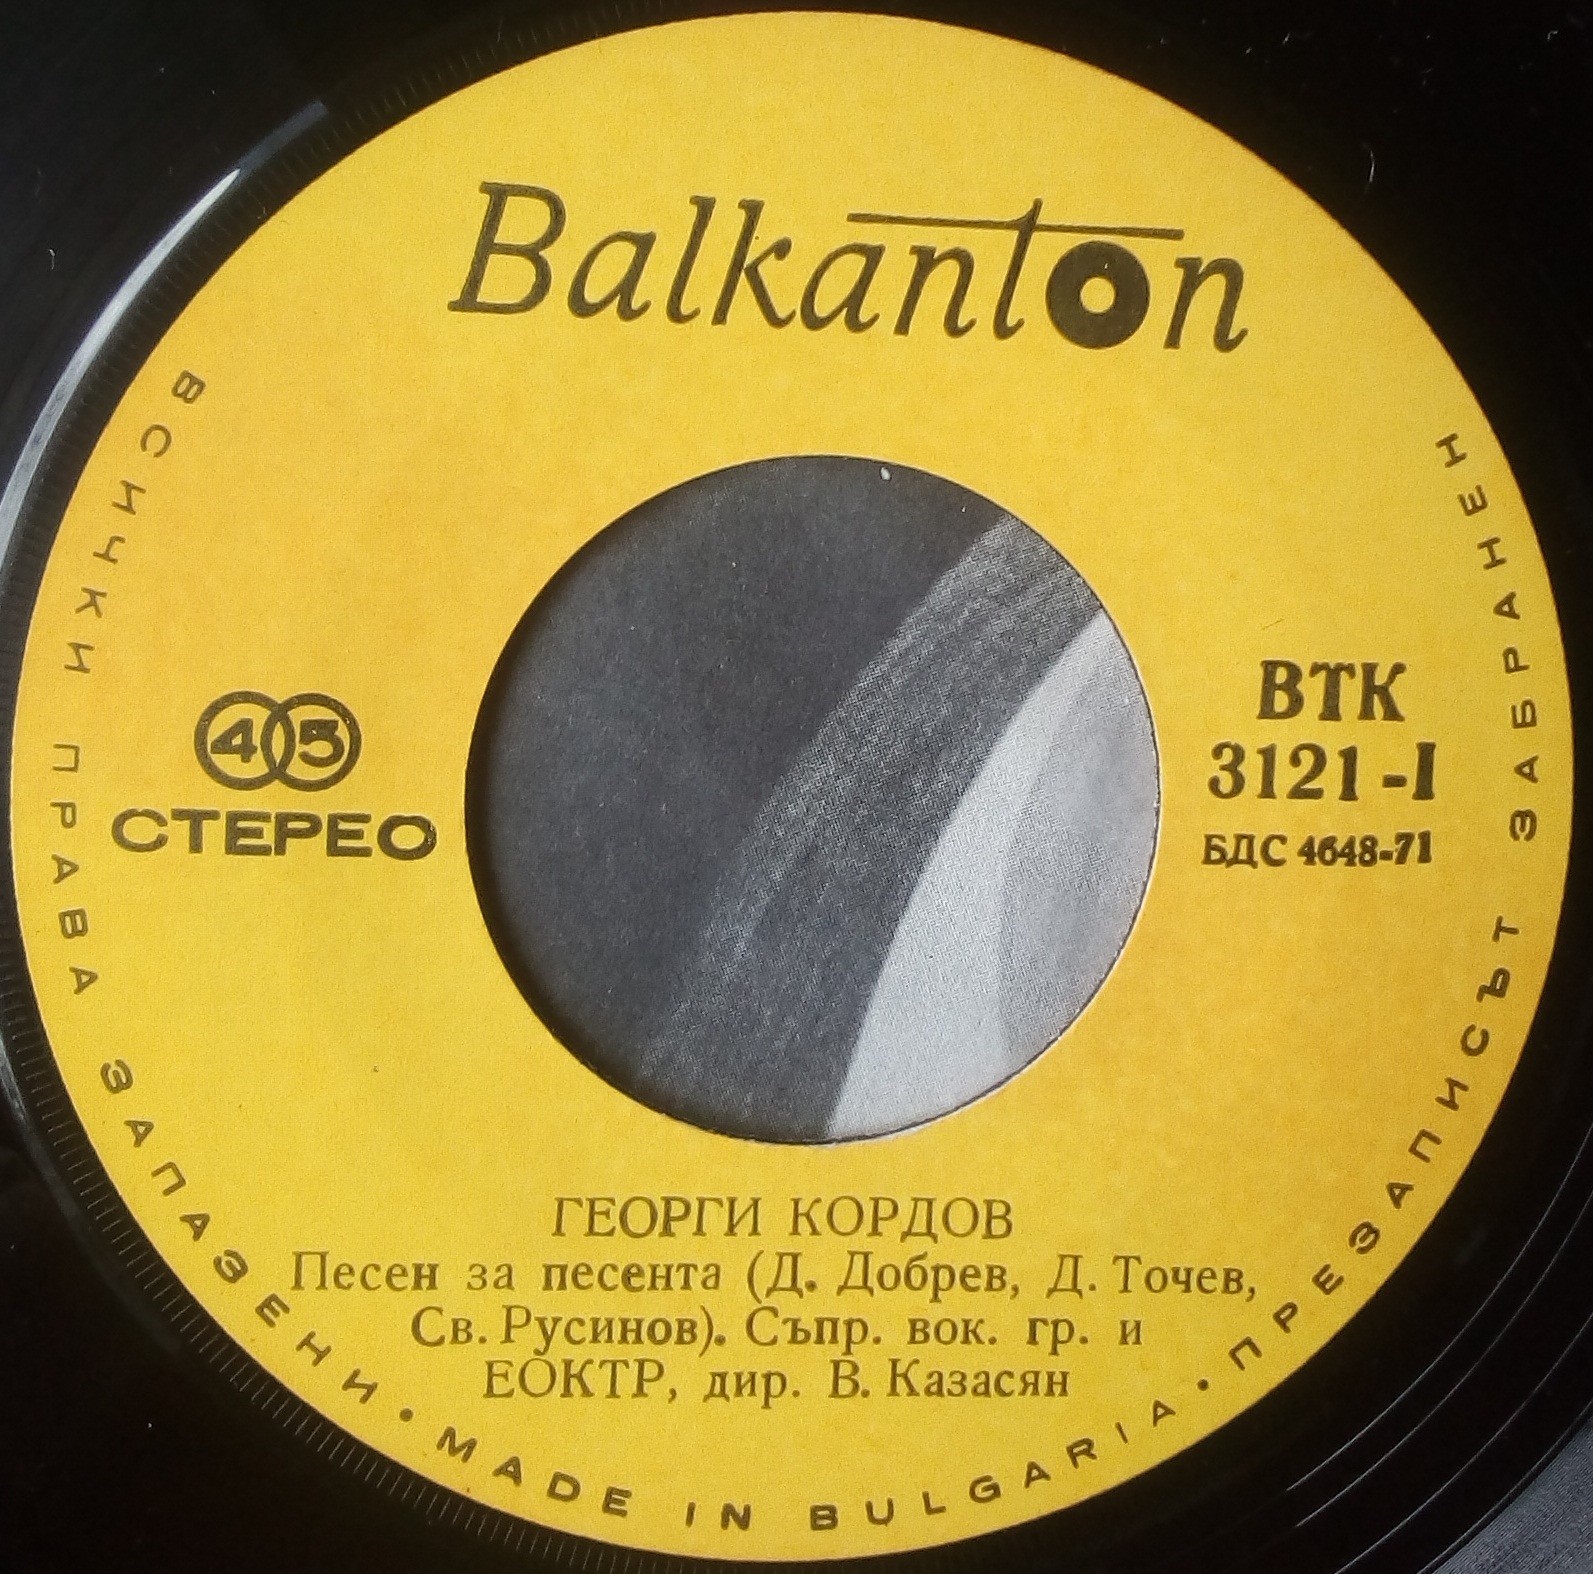 Balkanton
45
СТЕРЕО
ВТК
3121-I
БДС 4648-71
ГЕОРГИ КОРДОВ
Песен за песента (Д. Добрев, Д. Точев,
Св. Русинов). Съпр. вок. гр. и
ЕОКТР, дир. В. Казасян
ВСИЧКИ ПРАВА ЗАПАЗЕНИ • MADE IN BULGARIA • ПРЕЗАПИСЪТ ЗАБРАНЕН